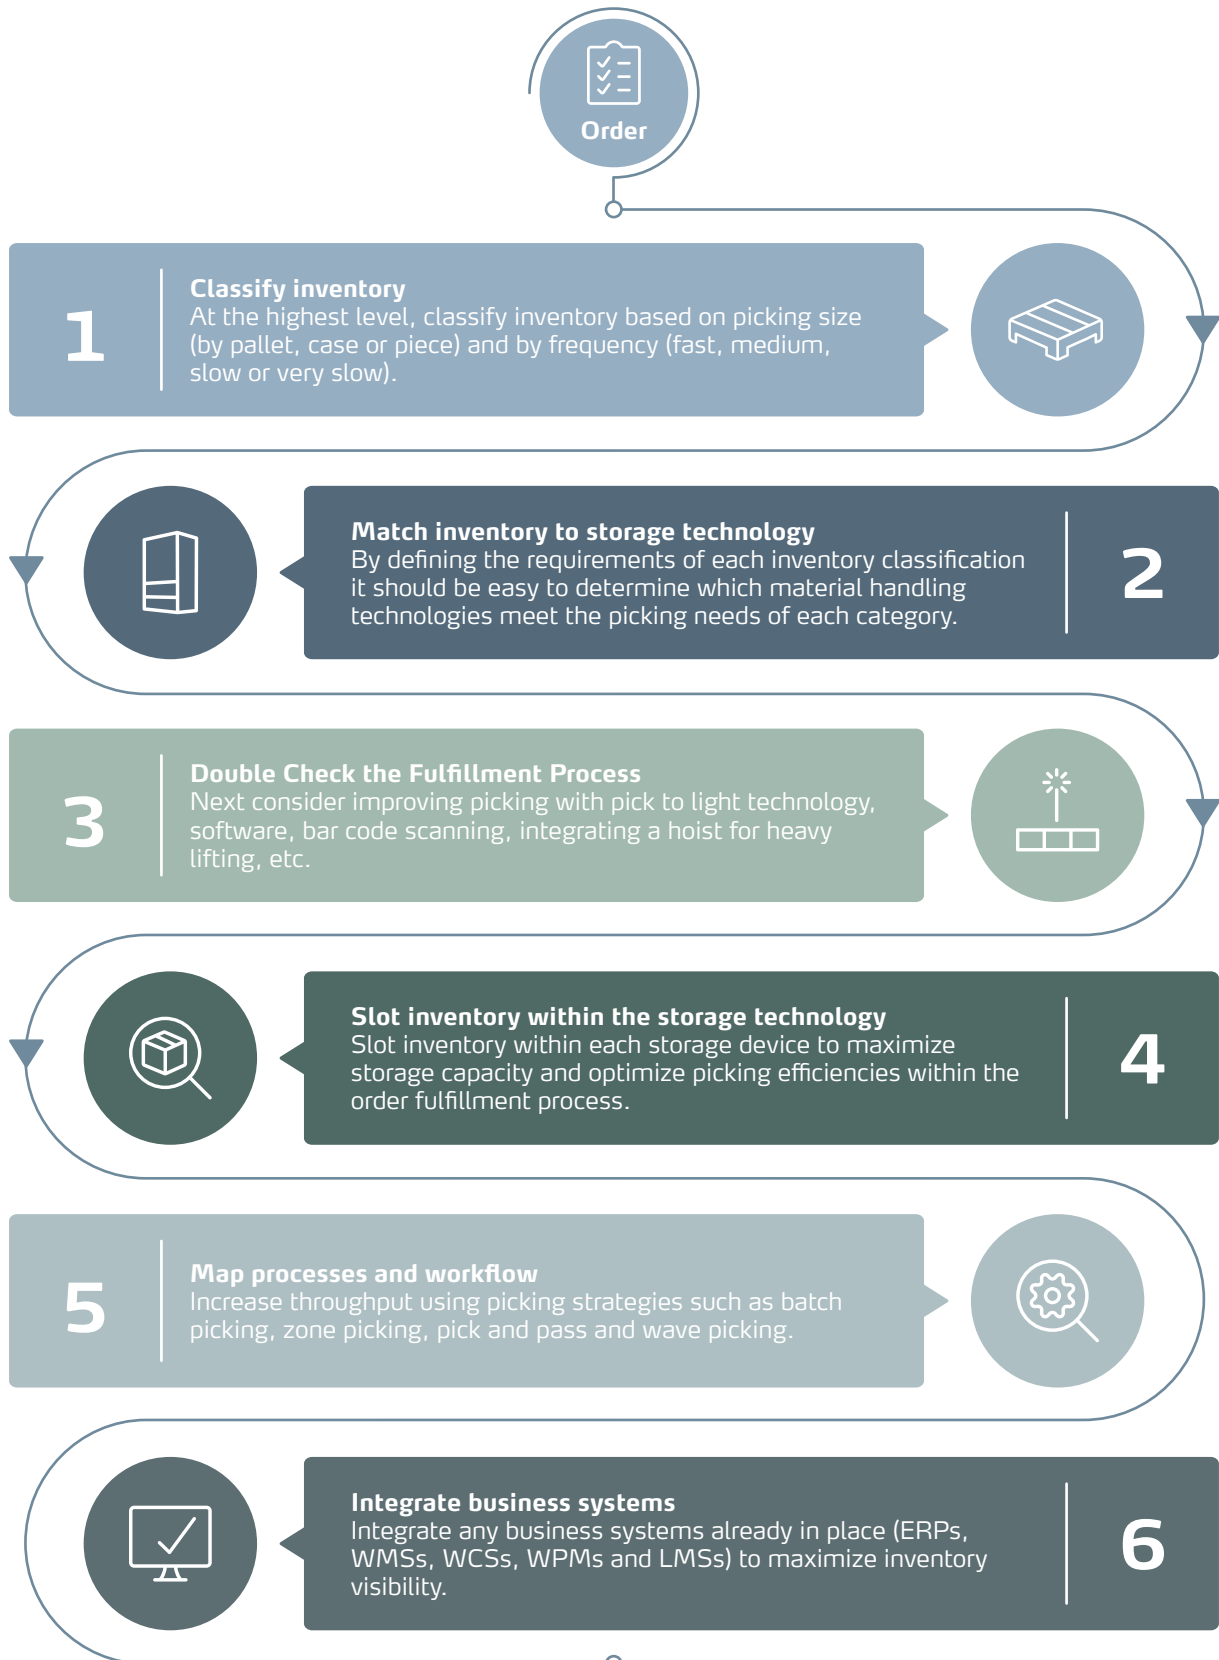 Order
1
Classify inventory
At the highest level, classify inventory based on picking size
(by pallet, case or piece) and by frequency (fast, medium,
slow or very slow).
Match inventory to storage technology
By defining the requirements of each inventory classification
it should be easy to determine which material handling
technologies meet the picking needs of each category.
2
3
Double Check the Fulfillment Process
Next consider improving picking with pick to light technology,
software, bar code scanning, integrating a hoist for heavy
lifting, etc.
Slot inventory within the storage technology
Slot inventory within each storage device to maximize
storage capacity and optimize picking efficiencies within the
order fulfillment process.
4
5
Map processes and workflow
Increase throughput using picking strategies such as batch
picking, zone picking, pick and pass and wave picking.
Integrate business systems
Integrate any business systems already in place (ERPs,
WMSs, WCSs, WPMs and LMSs) to maximize inventory
visibility.
6